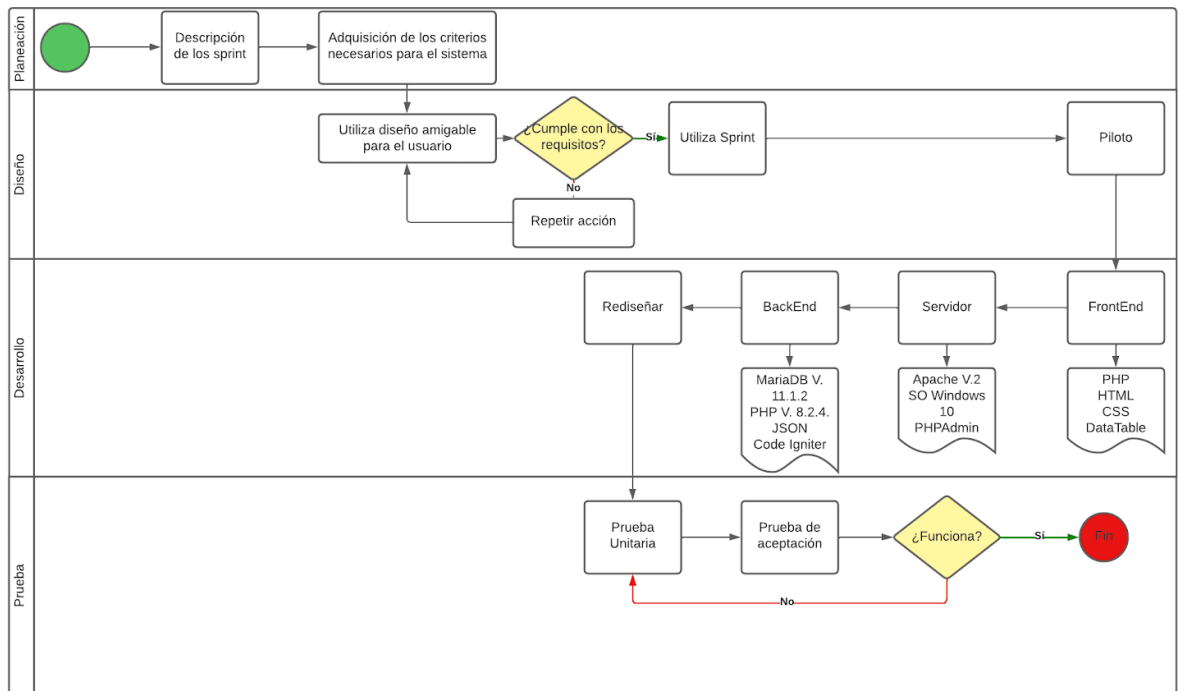 Planeación
Descripción
de los sprint
Adquisición de los criterios
necesarios para el sistema
Diseño
Utiliza diseño amigable
para el usuario
¿Cumple con los
requisitos?
Sí
Utiliza Sprint
Piloto
No
Repetir acción
Desarrollo
Rediseñar
BackEnd
Servidor
FrontEnd
MariaDB V.
11.1.2
PHP V. 8.2.4.
JSON
Code Igniter
Apache V.2
SO Windows
10
PHPAdmin
PHP
HTML
CSS
DataTable
Prueba
Prueba
Unitaria
Prueba de
aceptación
¿Funciona?
Sí
Fin
No